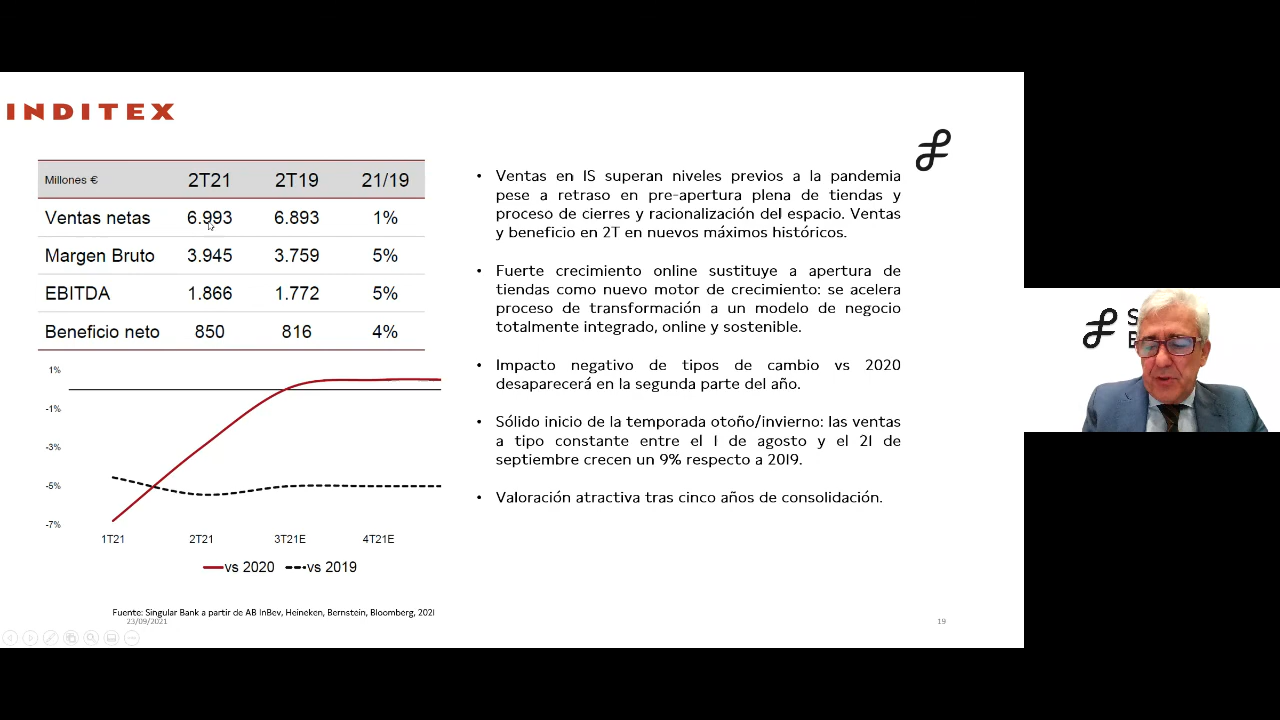 INDITEX
Millones € 2T21 2T19 21/19
Ventas netas 6.993 6.893 1%
Margen Bruto 3.945 3.759 5%
EBITDA 1.866 1.772 5%
Beneficio neto 850 816 4%
1%
-1%
-3%
-5%
-7%
1T21 2T21 3T21E 4T21E
vs 2020 vs 2019
Fuente: Singular Bank a partir de AB InBev, Heineken, Bernstein, Bloomberg, 2021
23/09/2021
• Ventas en IS superan niveles previos a la pandemia
pese a retraso en pre-apertura plena de tiendas y
proceso de cierres y racionalización del espacio. Ventas
y beneficio en 2T en nuevos máximos históricos.
• Fuerte crecimiento online sustituye a apertura de
tiendas como nuevo motor de crecimiento: se acelera
proceso de transformación a un modelo de negocio
totalmente integrado, online y sostenible.
• Impacto negativo de tipos de cambio vs 2020
desaparecerá en la segunda parte del año.
• Sólido inicio de la temporada otoño/invierno: las ventas
a tipo constante entre el 1 de agosto y el 21 de
septiembre crecen un 9% respecto a 2019.
• Valoración atractiva tras cinco años de consolidación.
19